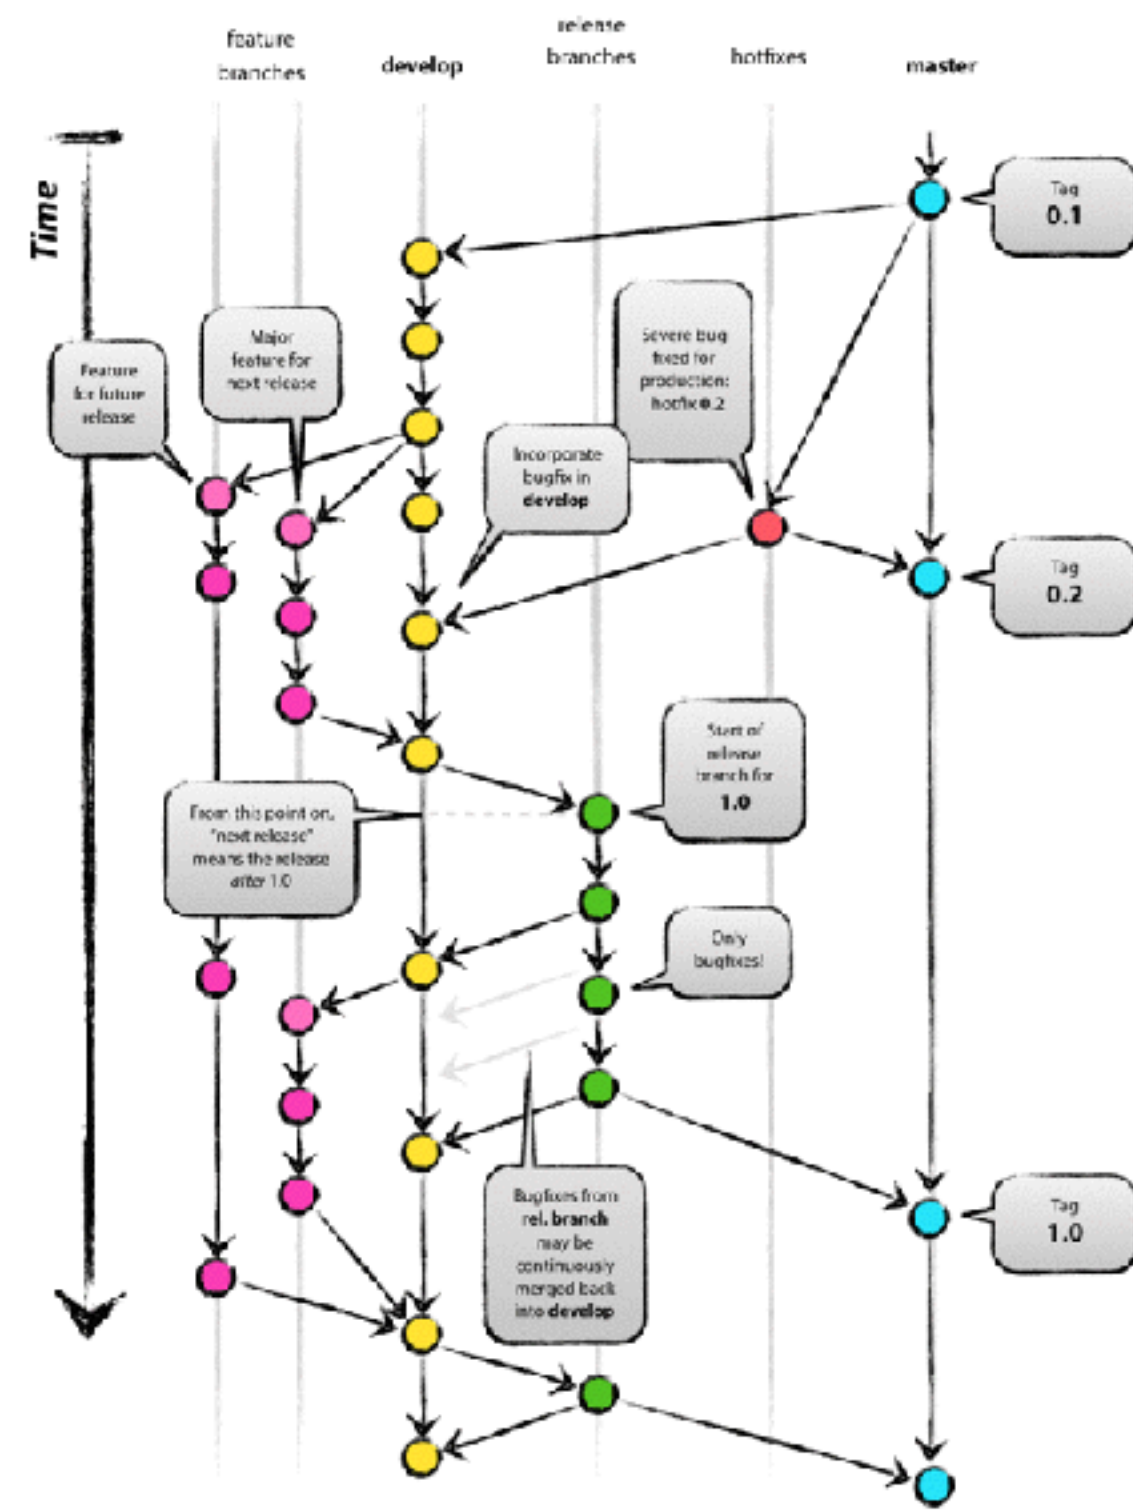 feature
branches
develop
release
branches
hotfixes
master
Time
Tag
0.1
Major
feature for
next release
Severe bug
fixed for
production:
hotfix 0.2
Feature
for future
release
Incorporate
bugfix in
develop
Tag
0.2
Start of
release
branch for
1.0
From this point on,
"next release"
means the release
after 1.0
Only
bugfixes!
Bugfixes from
rel. branch
may be
continuously
merged back
into develop
Tag
1.0